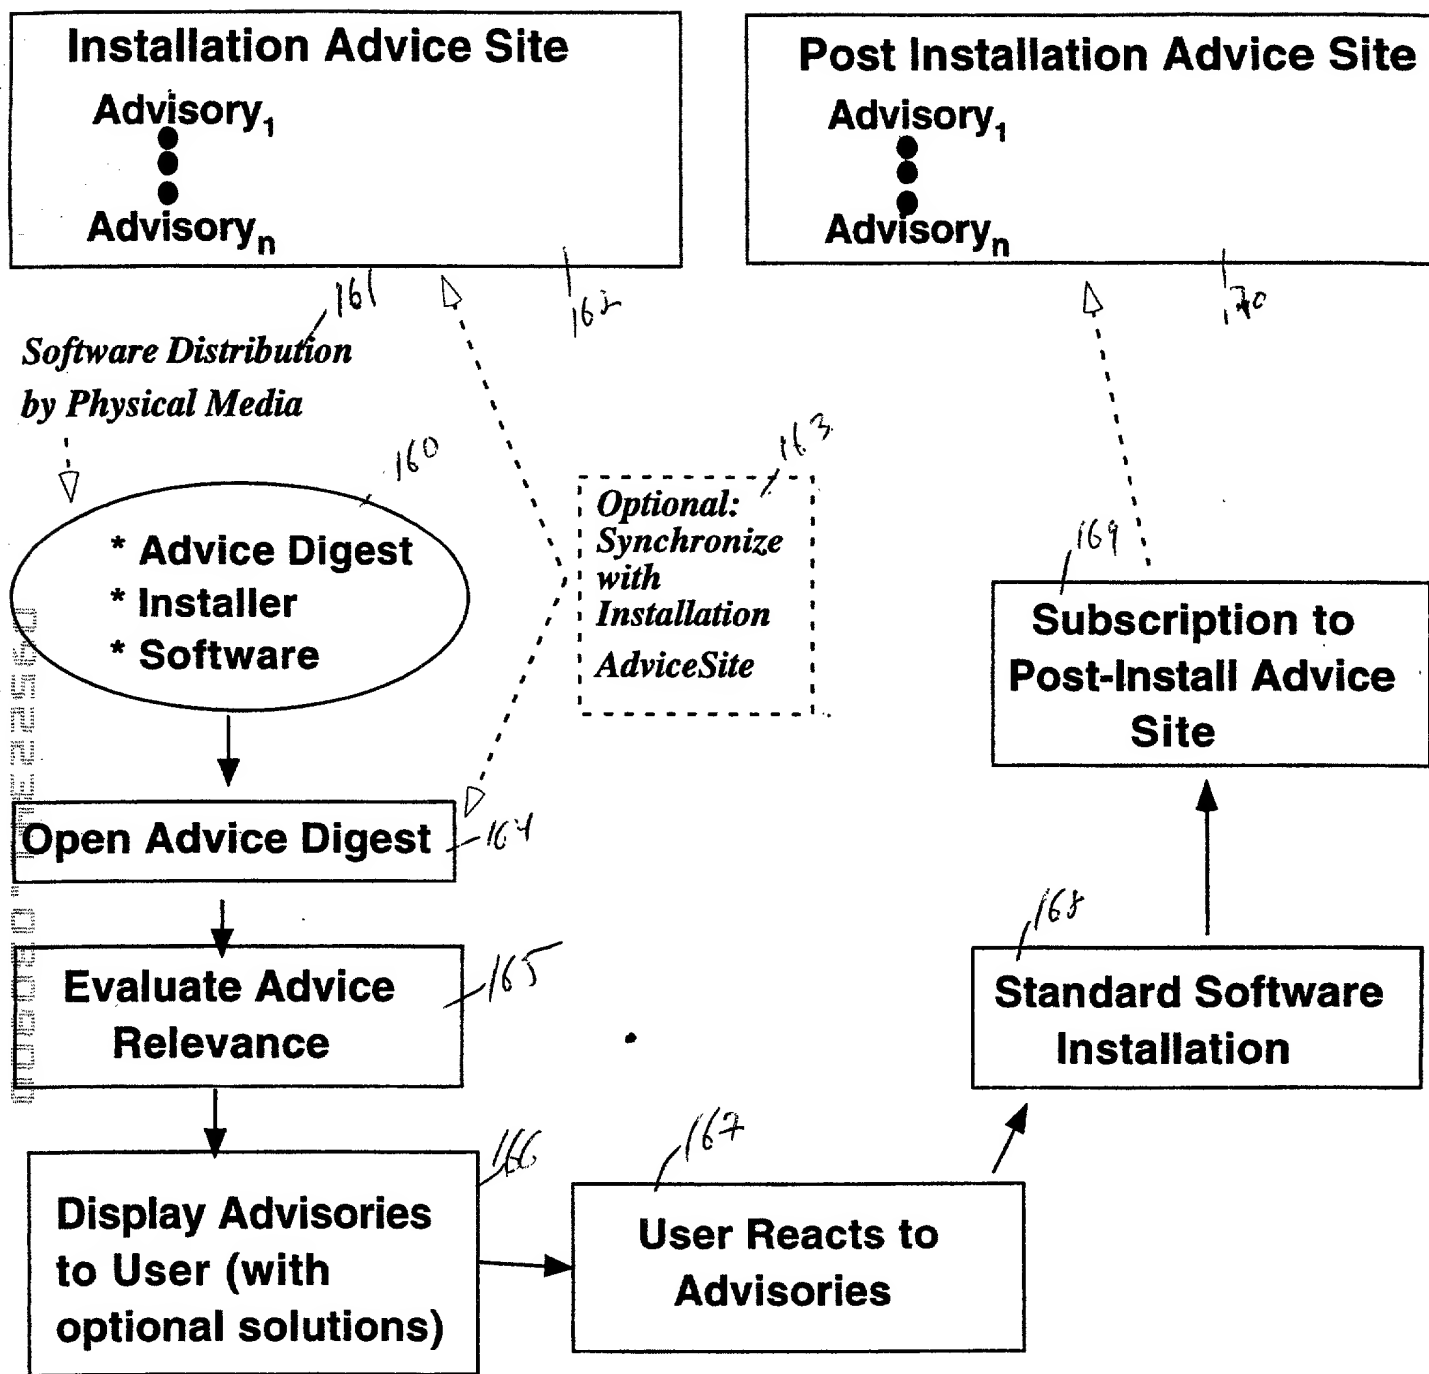 Installation Advice Site
Advisory1
Advisoryn
162
Post Installation Advice Site
Advisory1
Advisoryn
170
161
Software Distribution
by Physical Media
160
* Advice Digest
* Installer
* Software
163
Optional:
Synchronize
with
Installation
AdviceSite
Open Advice Digest
164
Evaluate Advice
Relevance
165
Display Advisories
to User (with
optional solutions)
166
User Reacts to
Advisories
167
Standard Software
Installation
168
Subscription to
Post-Install Advice
Site
169